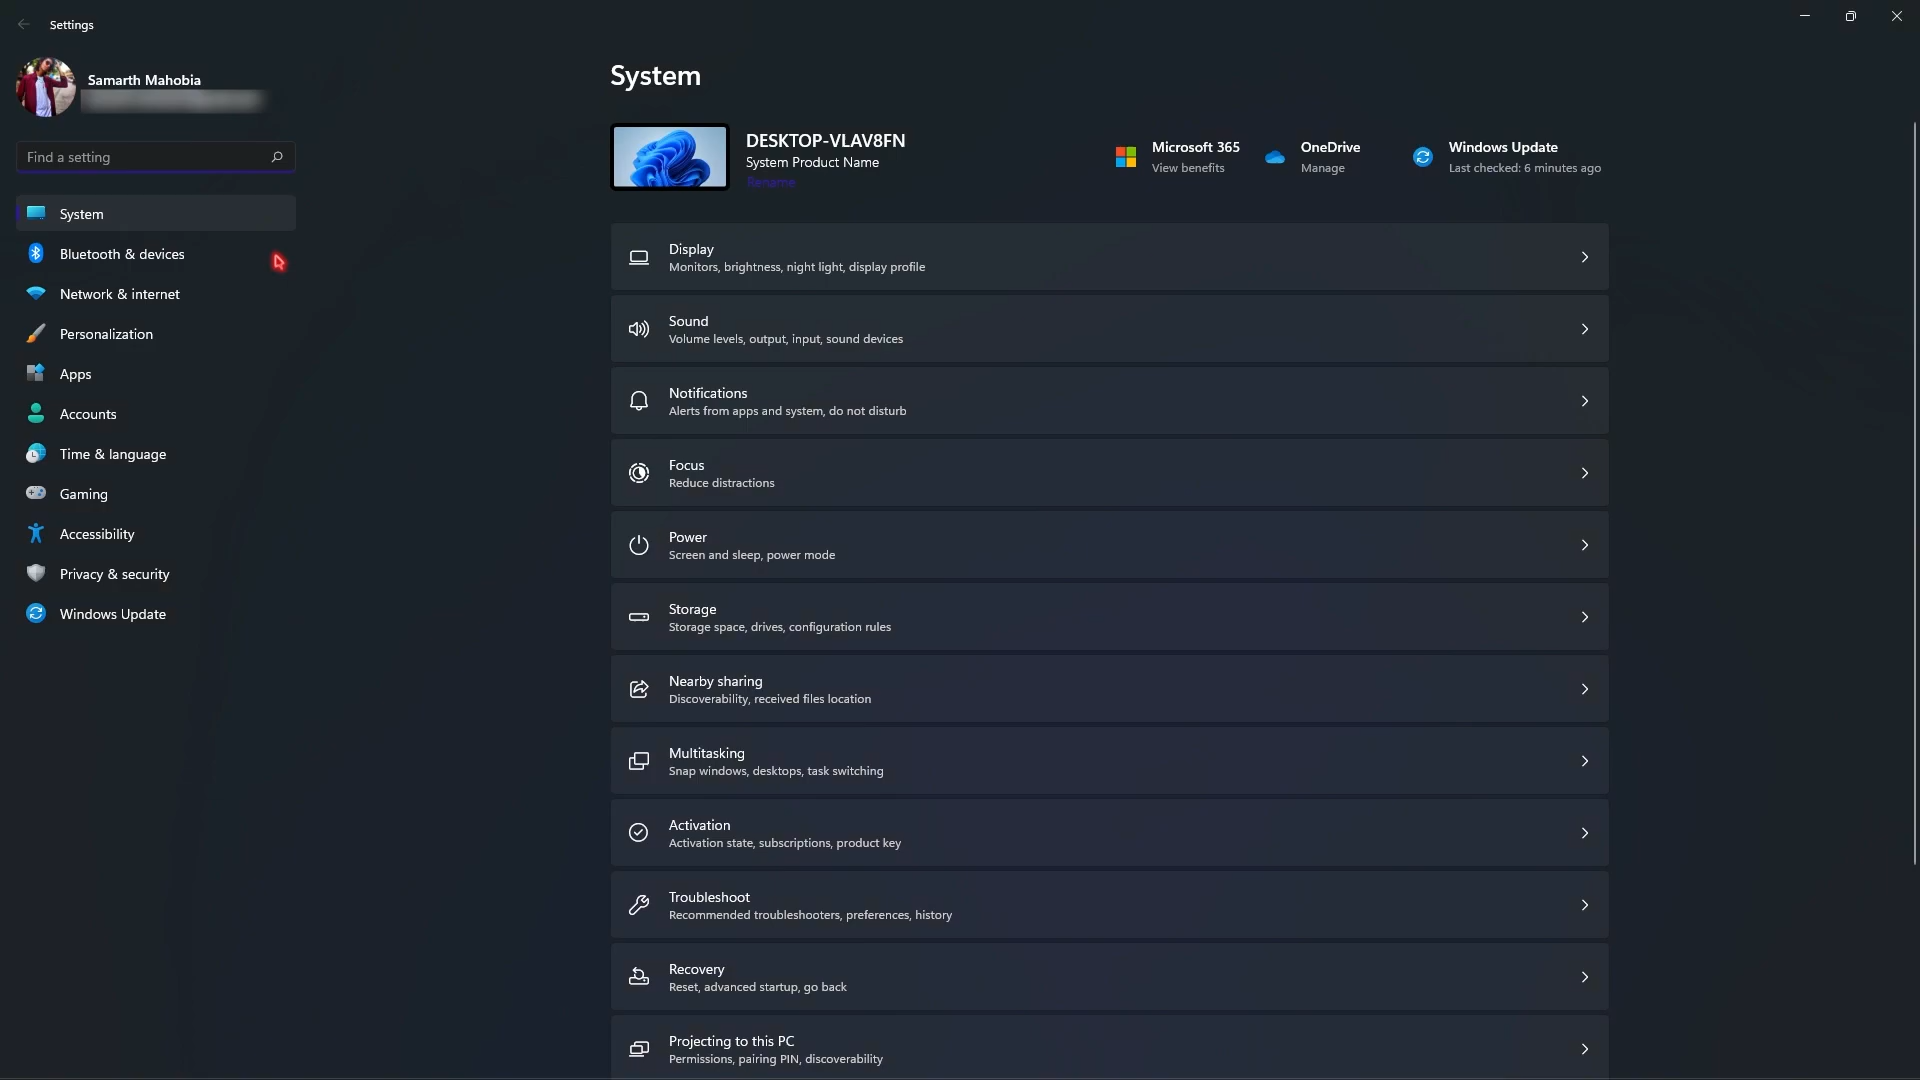 Settings
Samarth Mahobia
Find a setting
System
Bluetooth & devices
Network & internet
Personalization
Apps
Accounts
Time & language
Gaming
Accessibility
Privacy & security
Windows Update
System
DESKTOP-VLAV8FN
System Product Name
Rename
Microsoft 365
View benefits
OneDrive
Manage
Windows Update
Last checked: 6 minutes ago
Display
Monitors, brightness, night light, display profile
Sound
Volume levels, output, input, sound devices
Notifications
Alerts from apps and system, do not disturb
Focus
Reduce distractions
Power
Screen and sleep, power mode
Storage
Storage space, drives, configuration rules
Nearby sharing
Discoverability, received files location
Multitasking
Snap windows, desktops, task switching
Activation
Activation state, subscriptions, product key
Troubleshoot
Recommended troubleshooters, preferences, history
Recovery
Reset, advanced startup, go back
Projecting to this PC
Permissions, pairing PIN, discoverability